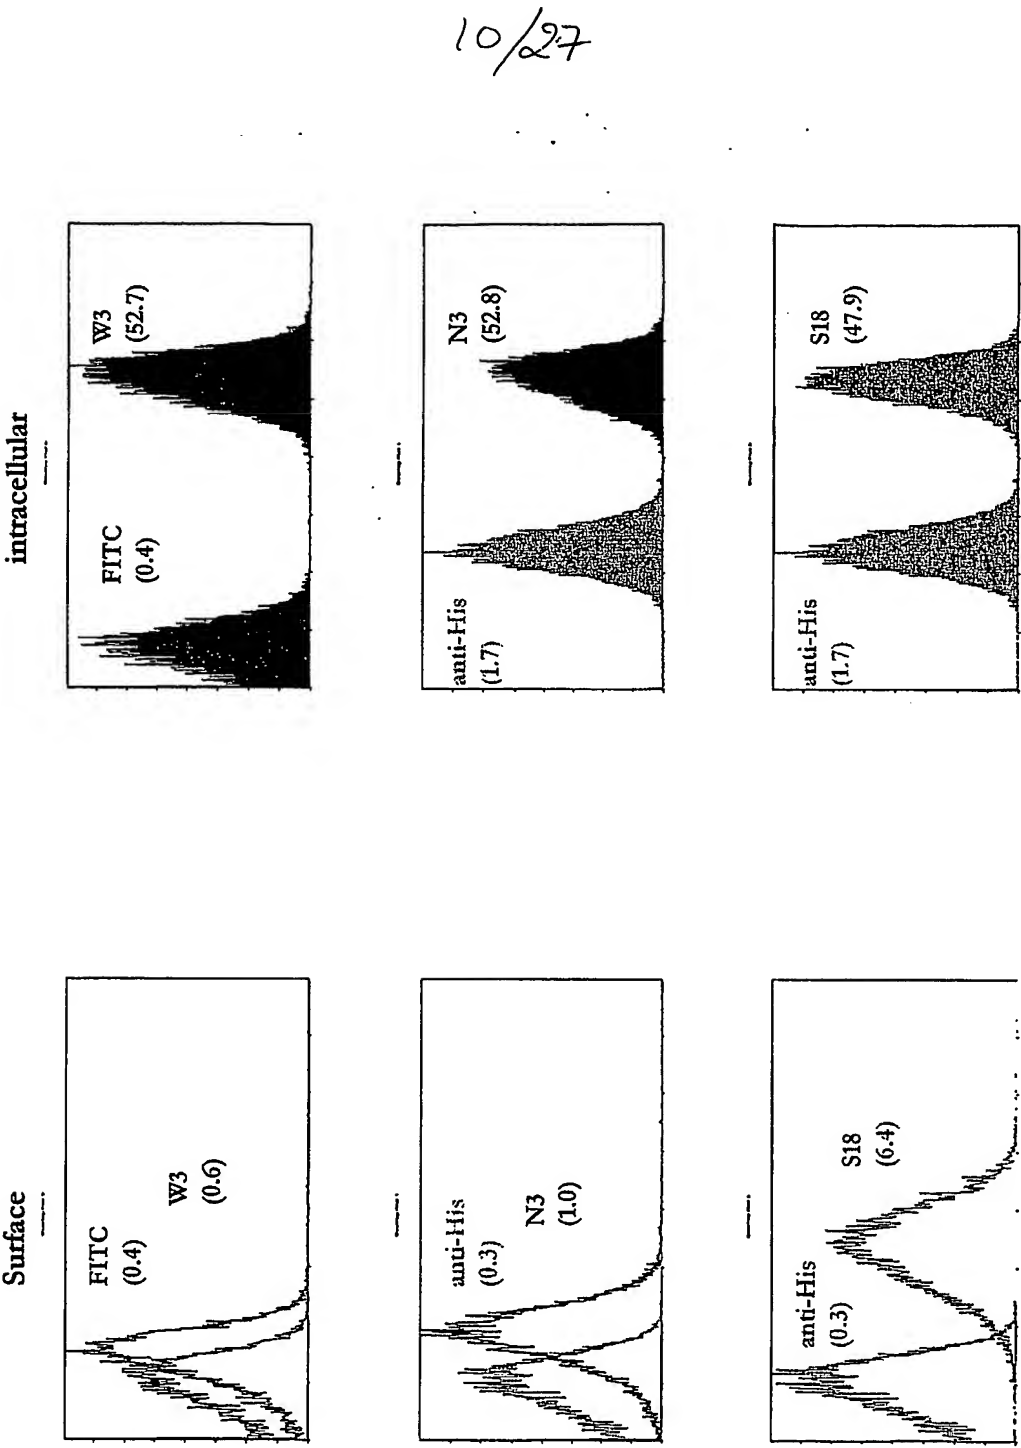 10/27
Surface
intracellular
FITC
(0.4)
W3
(0.6)
FITC
(0.4)
W3
(52.7)
anti-His
(0.3)
N3
(1.0)
anti-His
(1.7)
N3
(52.8)
anti-His
(0.3)
S18
(6.4)
anti-His
(1.7)
S18
(47.9)